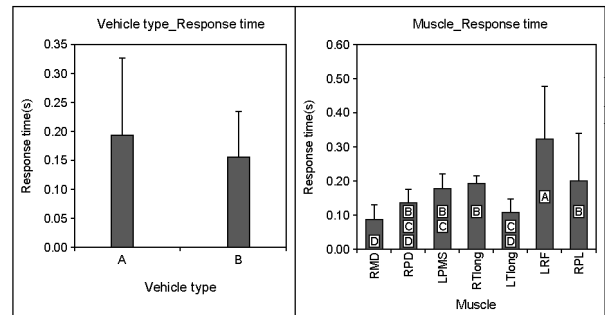 Vehicle type_Response time
Response time(s)
0.35
0.30
0.25
0.20
0.15
0.10
0.05
0.00
A
B
Vehicle type
Muscle_Response time
Response time(s)
0.60
0.50
0.40
0.30
0.20
0.10
0.00
D
B
C
D
B
C
B
C
D
A
B
RMD
RPD
LPMS
RTlong
LTlong
LRF
RPL
Muscle